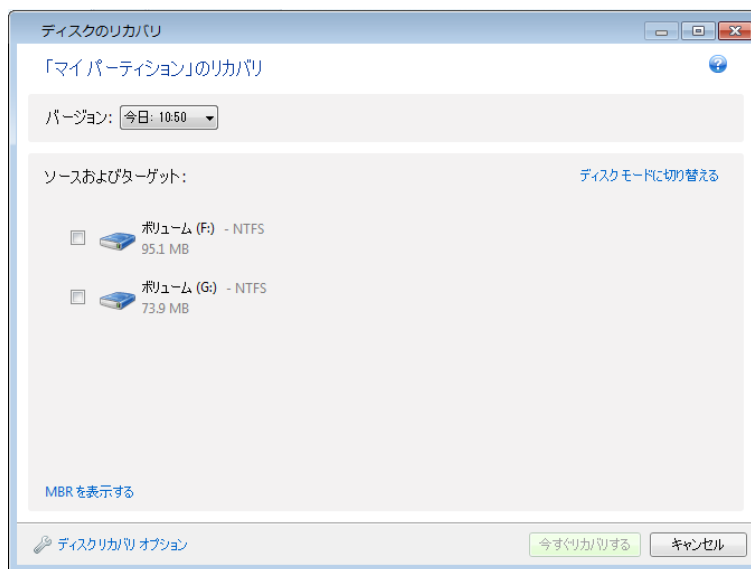 ディスクのリカバリ
「マイ パーティション」のリカバリ
バージョン: 今日: 10:50
ソースおよびターゲット:
ディスク モードに切り替える
ボリューム (F:) - NTFS
95.1 MB
ボリューム (G:) - NTFS
73.9 MB
MBR を表示する
ディスク リカバリ オプション
今すぐリカバリする
キャンセル